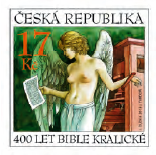 ČESKÁ REPUBLIKA
17
Kč
400 LET BIBLE KRALICKÉ